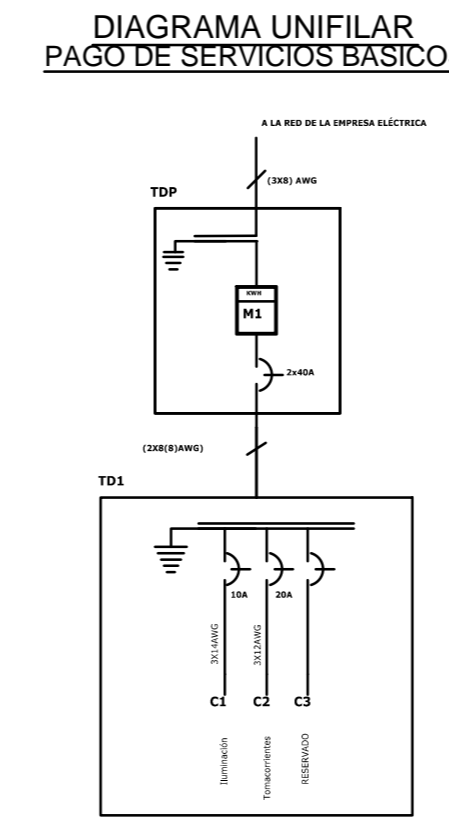 DIAGRAMA UNIFILAR
PAGO DE SERVICIOS BASICO
A LA RED DE LA EMPRESA ELÉCTRICA
(3X8) AWG
TDP
KWH
M1
2x40A
(2X8(8)AWG)
TD1
10A
20A
3X14AWG
3X12AWG
C1
C2
C3
Iluminación
Tomacorrientes
RESERVADO